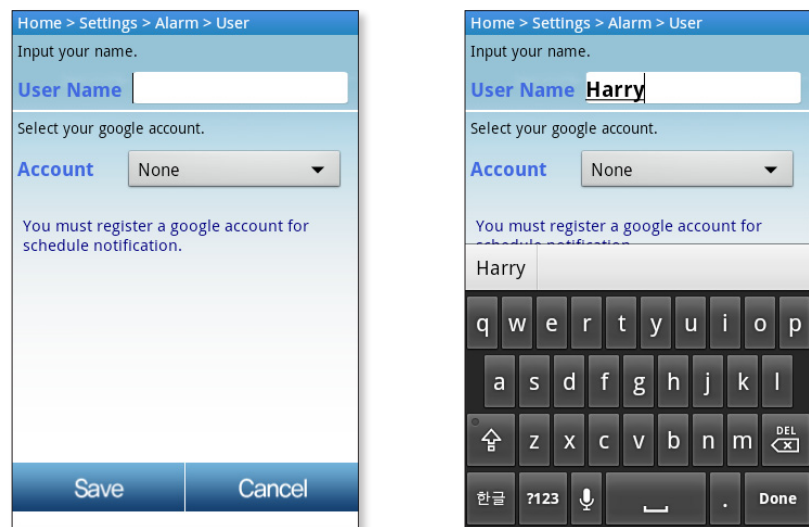 Home > Settings > Alarm > User
Input your name.
User Name
Select your google account.
Account None
You must register a google account for
schedule notification.
Save Cancel
Home > Settings > Alarm > User
Input your name.
User Name Harry
Select your google account.
Account None
You must register a google account for
schedule notification.
Harry
q w e r t y u i o p
a s d f g h j k l
z x c v b n m DEL
한글 ?123 . Done